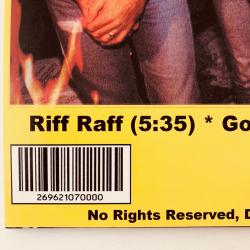 Riff Raff (5:35) * Go
269621070000
No Rights Reserved, D